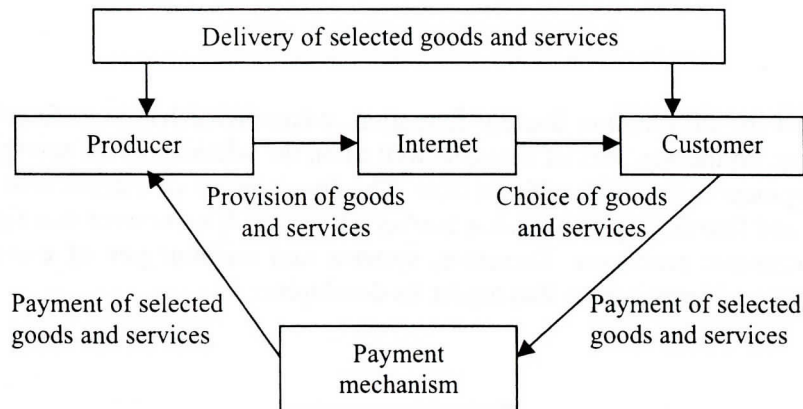 Delivery of selected goods and services
Producer
Internet
Customer
Provision of goods
and services
Choice of goods
and services
Payment of selected
goods and services
Payment of selected
goods and services
Payment
mechanism